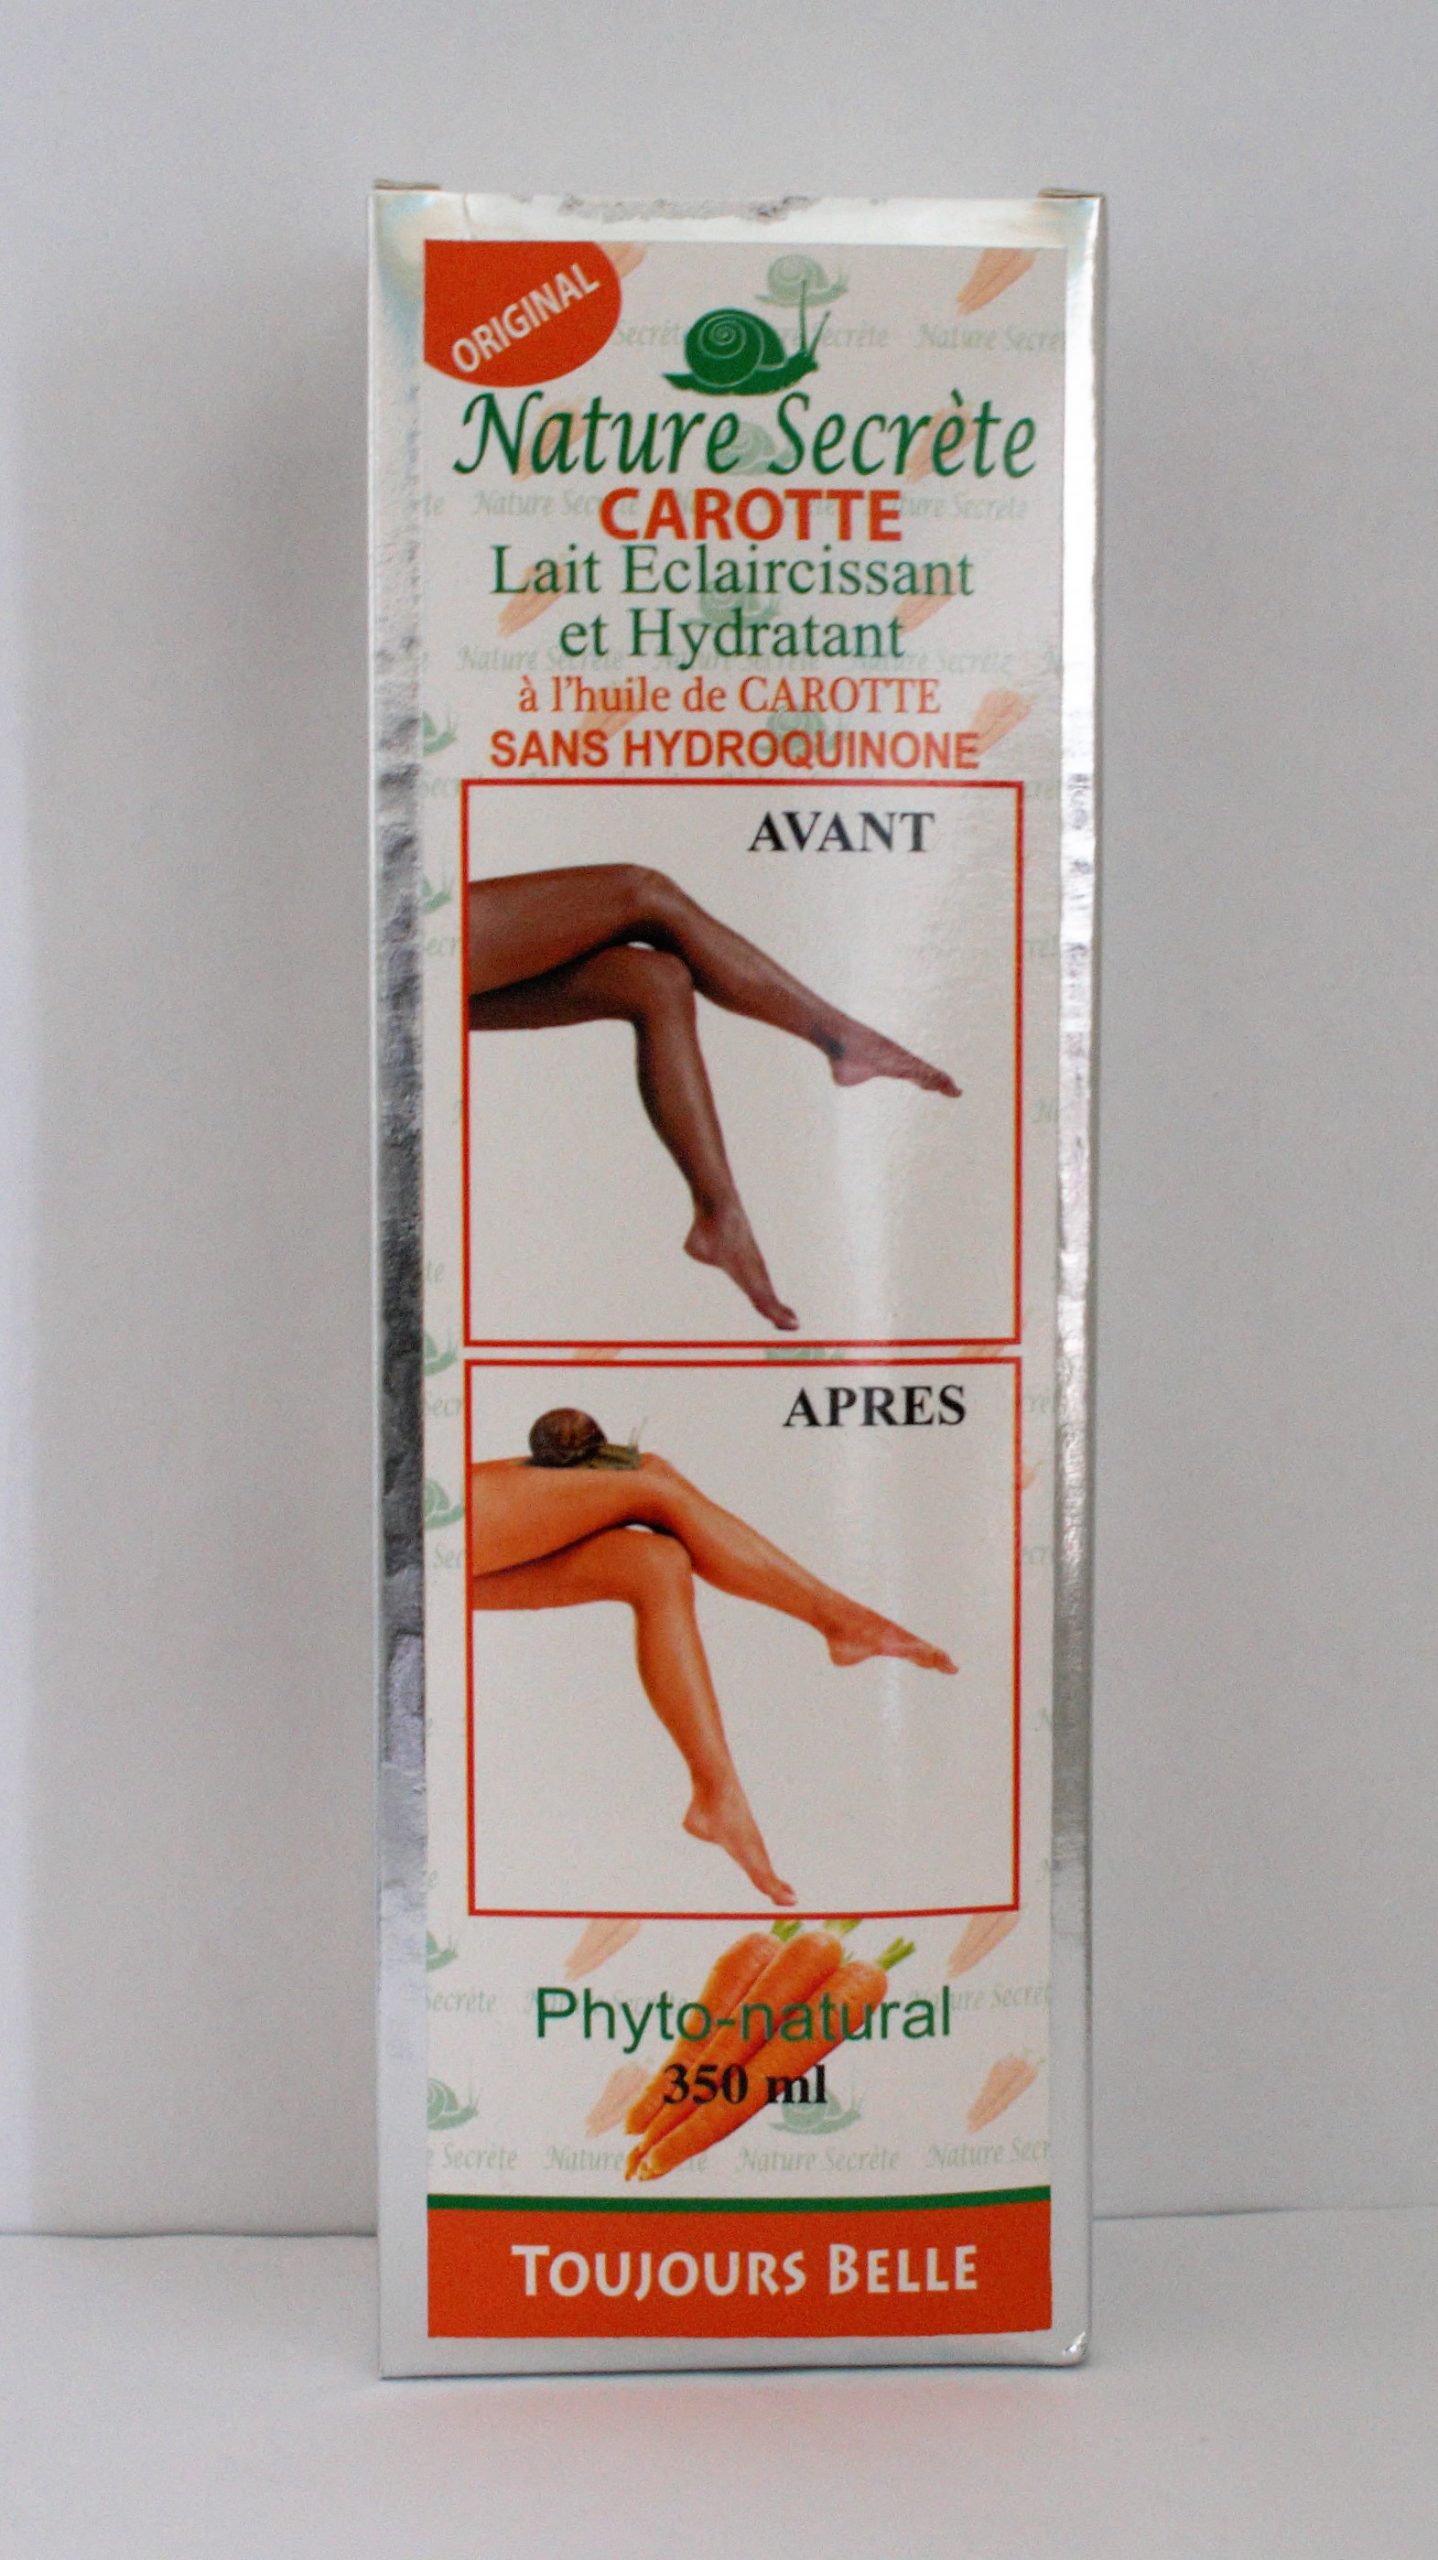 ORIGINAL
Nature Secrète
CAROTTE
Lait Eclaircissant
et Hydratant
à l'huile de CAROTTE
SANS HYDROQUINONE
AVANT
APRES
Phyto-natural
350 ml
TOUJOURS BELLE